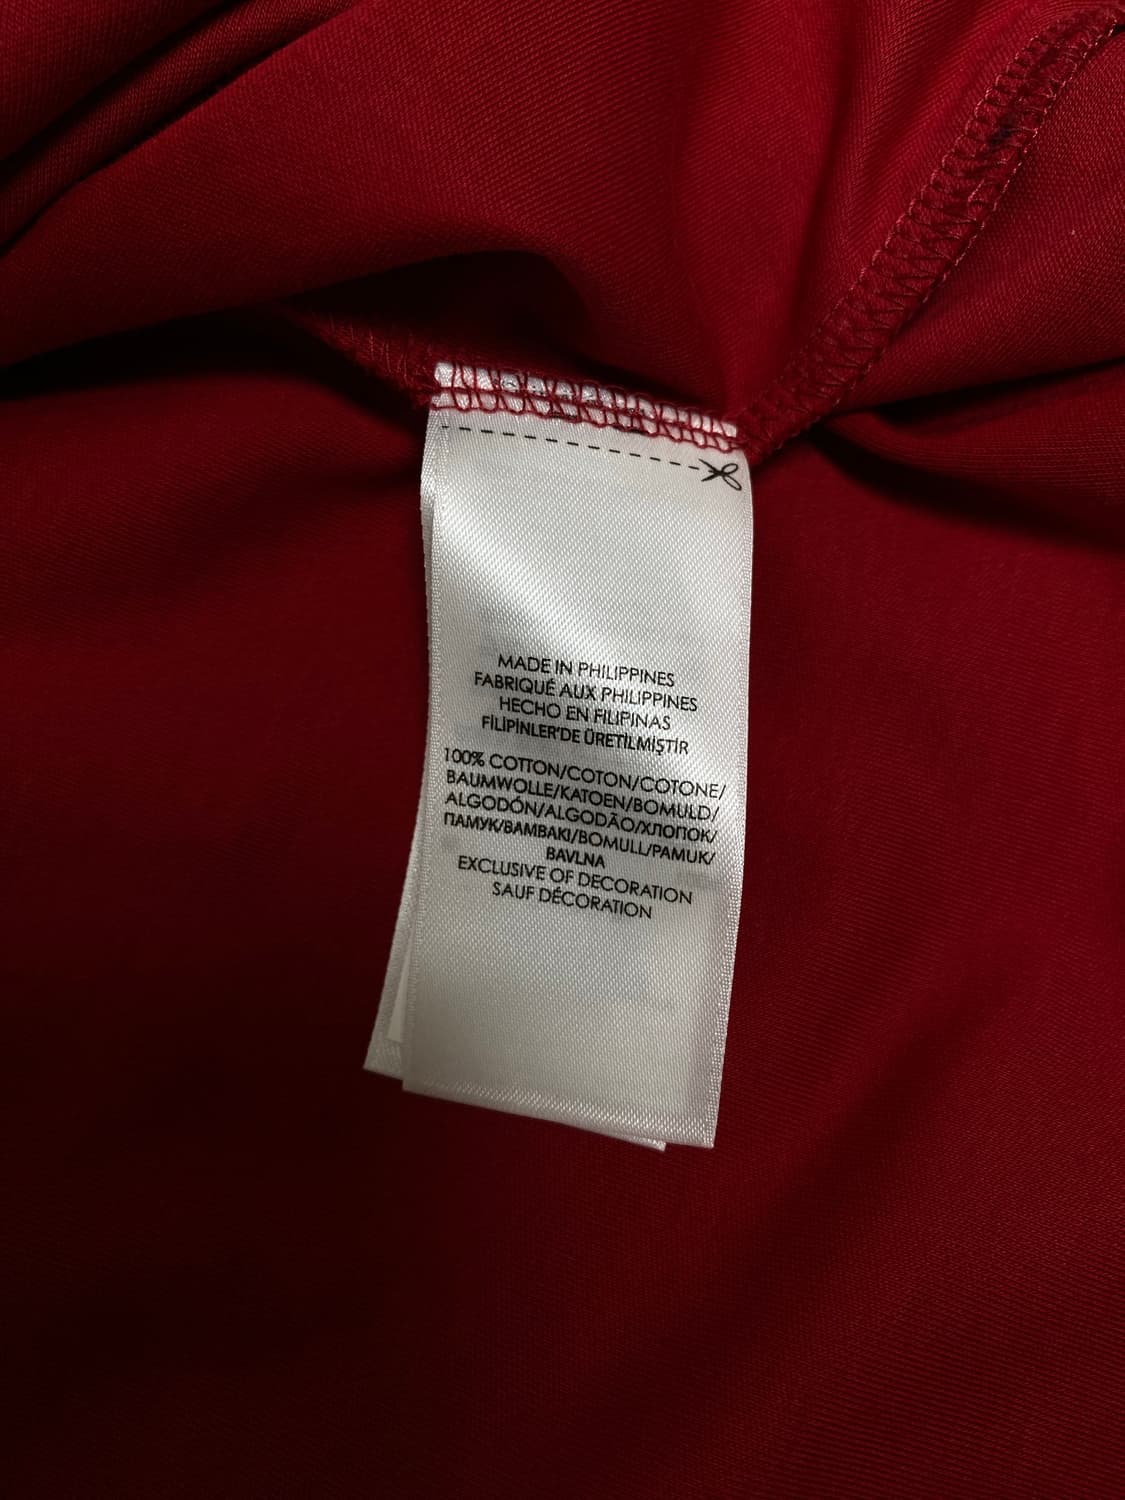 MADE IN PHILIPPINES
FABRIQUÉ AUX PHILIPPINES
HECHO EN FILIPINAS
FİLİPİNLER'DE ÜRETİLMİŞTİR
100% COTTON/COTON/COTONE/
BAUMWOLLE/KATOEN/BOMULD/
ALGODÓN/ALGODÃO/ХЛОПОК/
ПАМУК/BAMBAKI/BOMULL/PAMUK/
BAVLNA
EXCLUSIVE OF DECORATION
SAUF DÉCORATION